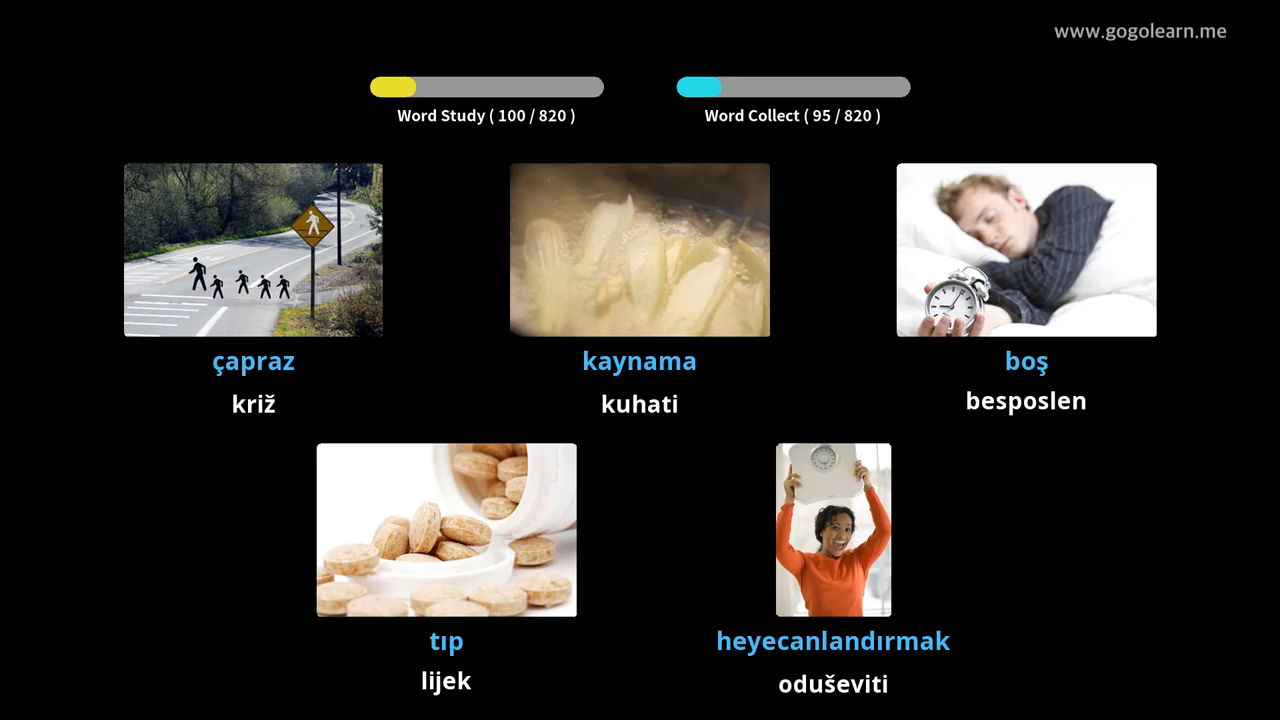 www.gogolearn.me
Word Study ( 100 / 820 )
Word Collect ( 95 / 820 )
çapraz
kaynama
boş
križ
kuhati
besposlen
tıp
heyecanlandırmak
lijek
oduševiti